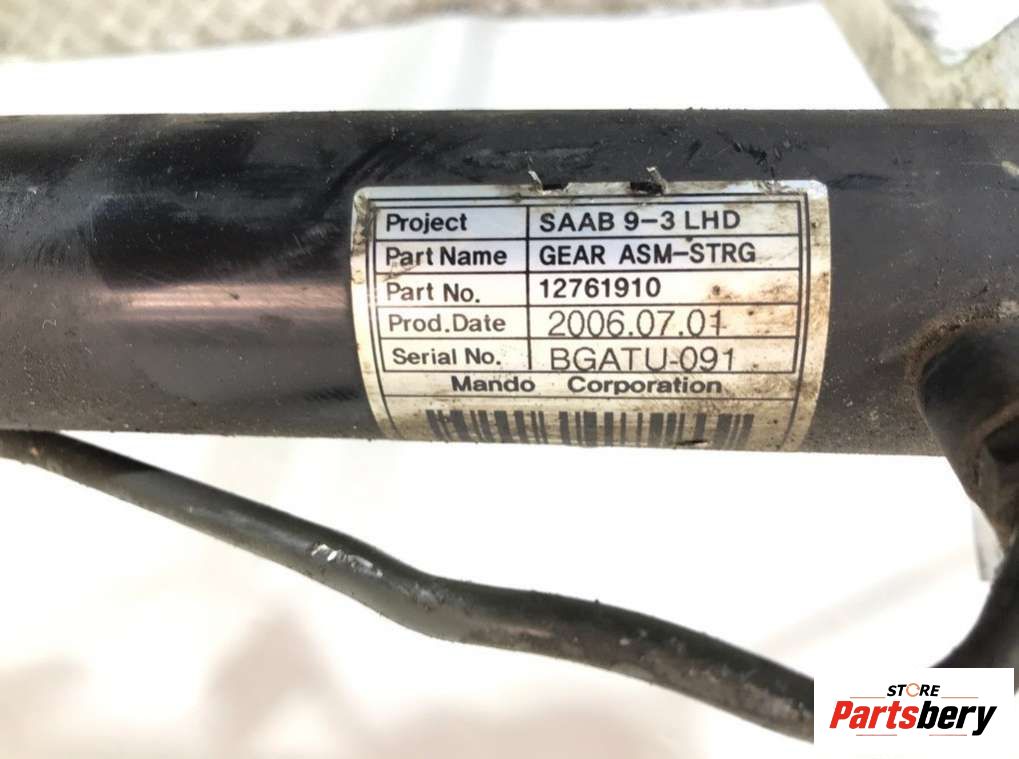 Project SAAB 9-3 LHD
Part Name GEAR ASM-STRG
Part No. 12761910
Prod.Date 2006.07.01
Serial No. BGATU-091
Mando Corporation
STORE
Partsbery